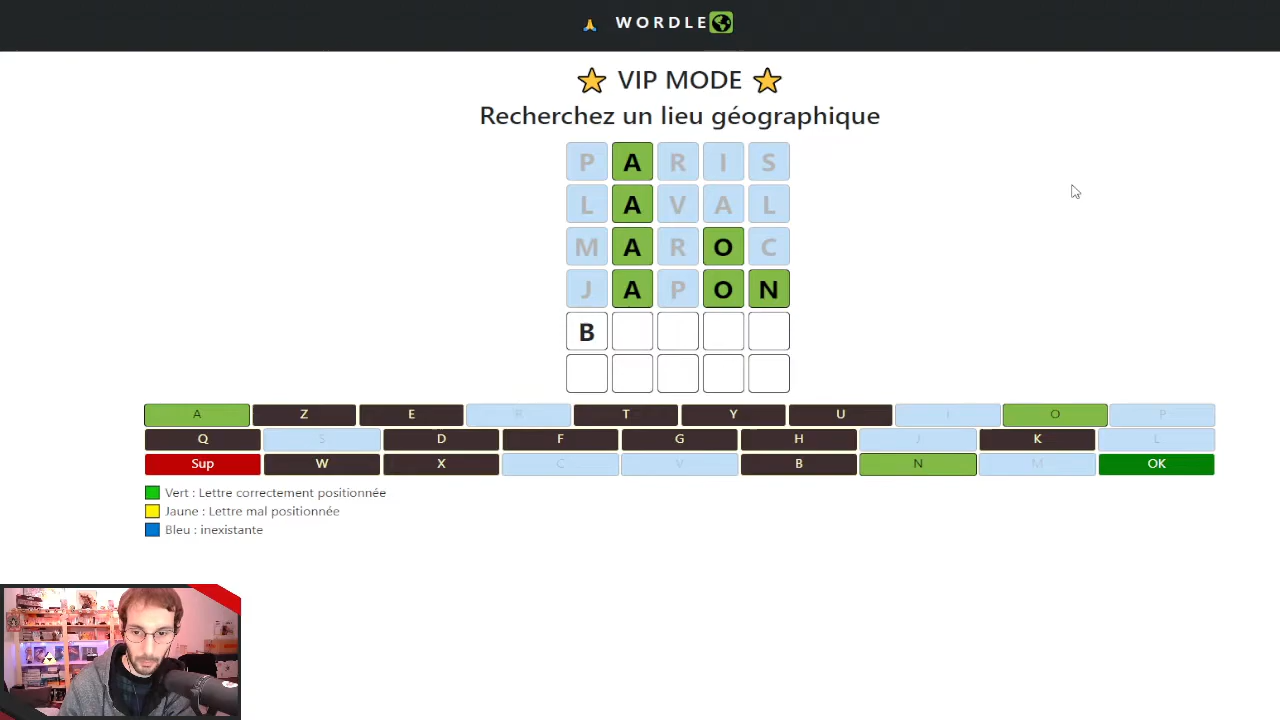 WORDLE
VIP MODE
Recherchez un lieu géographique
P A R I S
L A V A L
M A R O C
J A P O N
B
A Z E R T Y U I O P
Q S D F G H J K L
Sup W X C V B N M OK
Vert : Lettre correctement positionnée
Jaune : Lettre mal positionnée
Bleu : inexistante